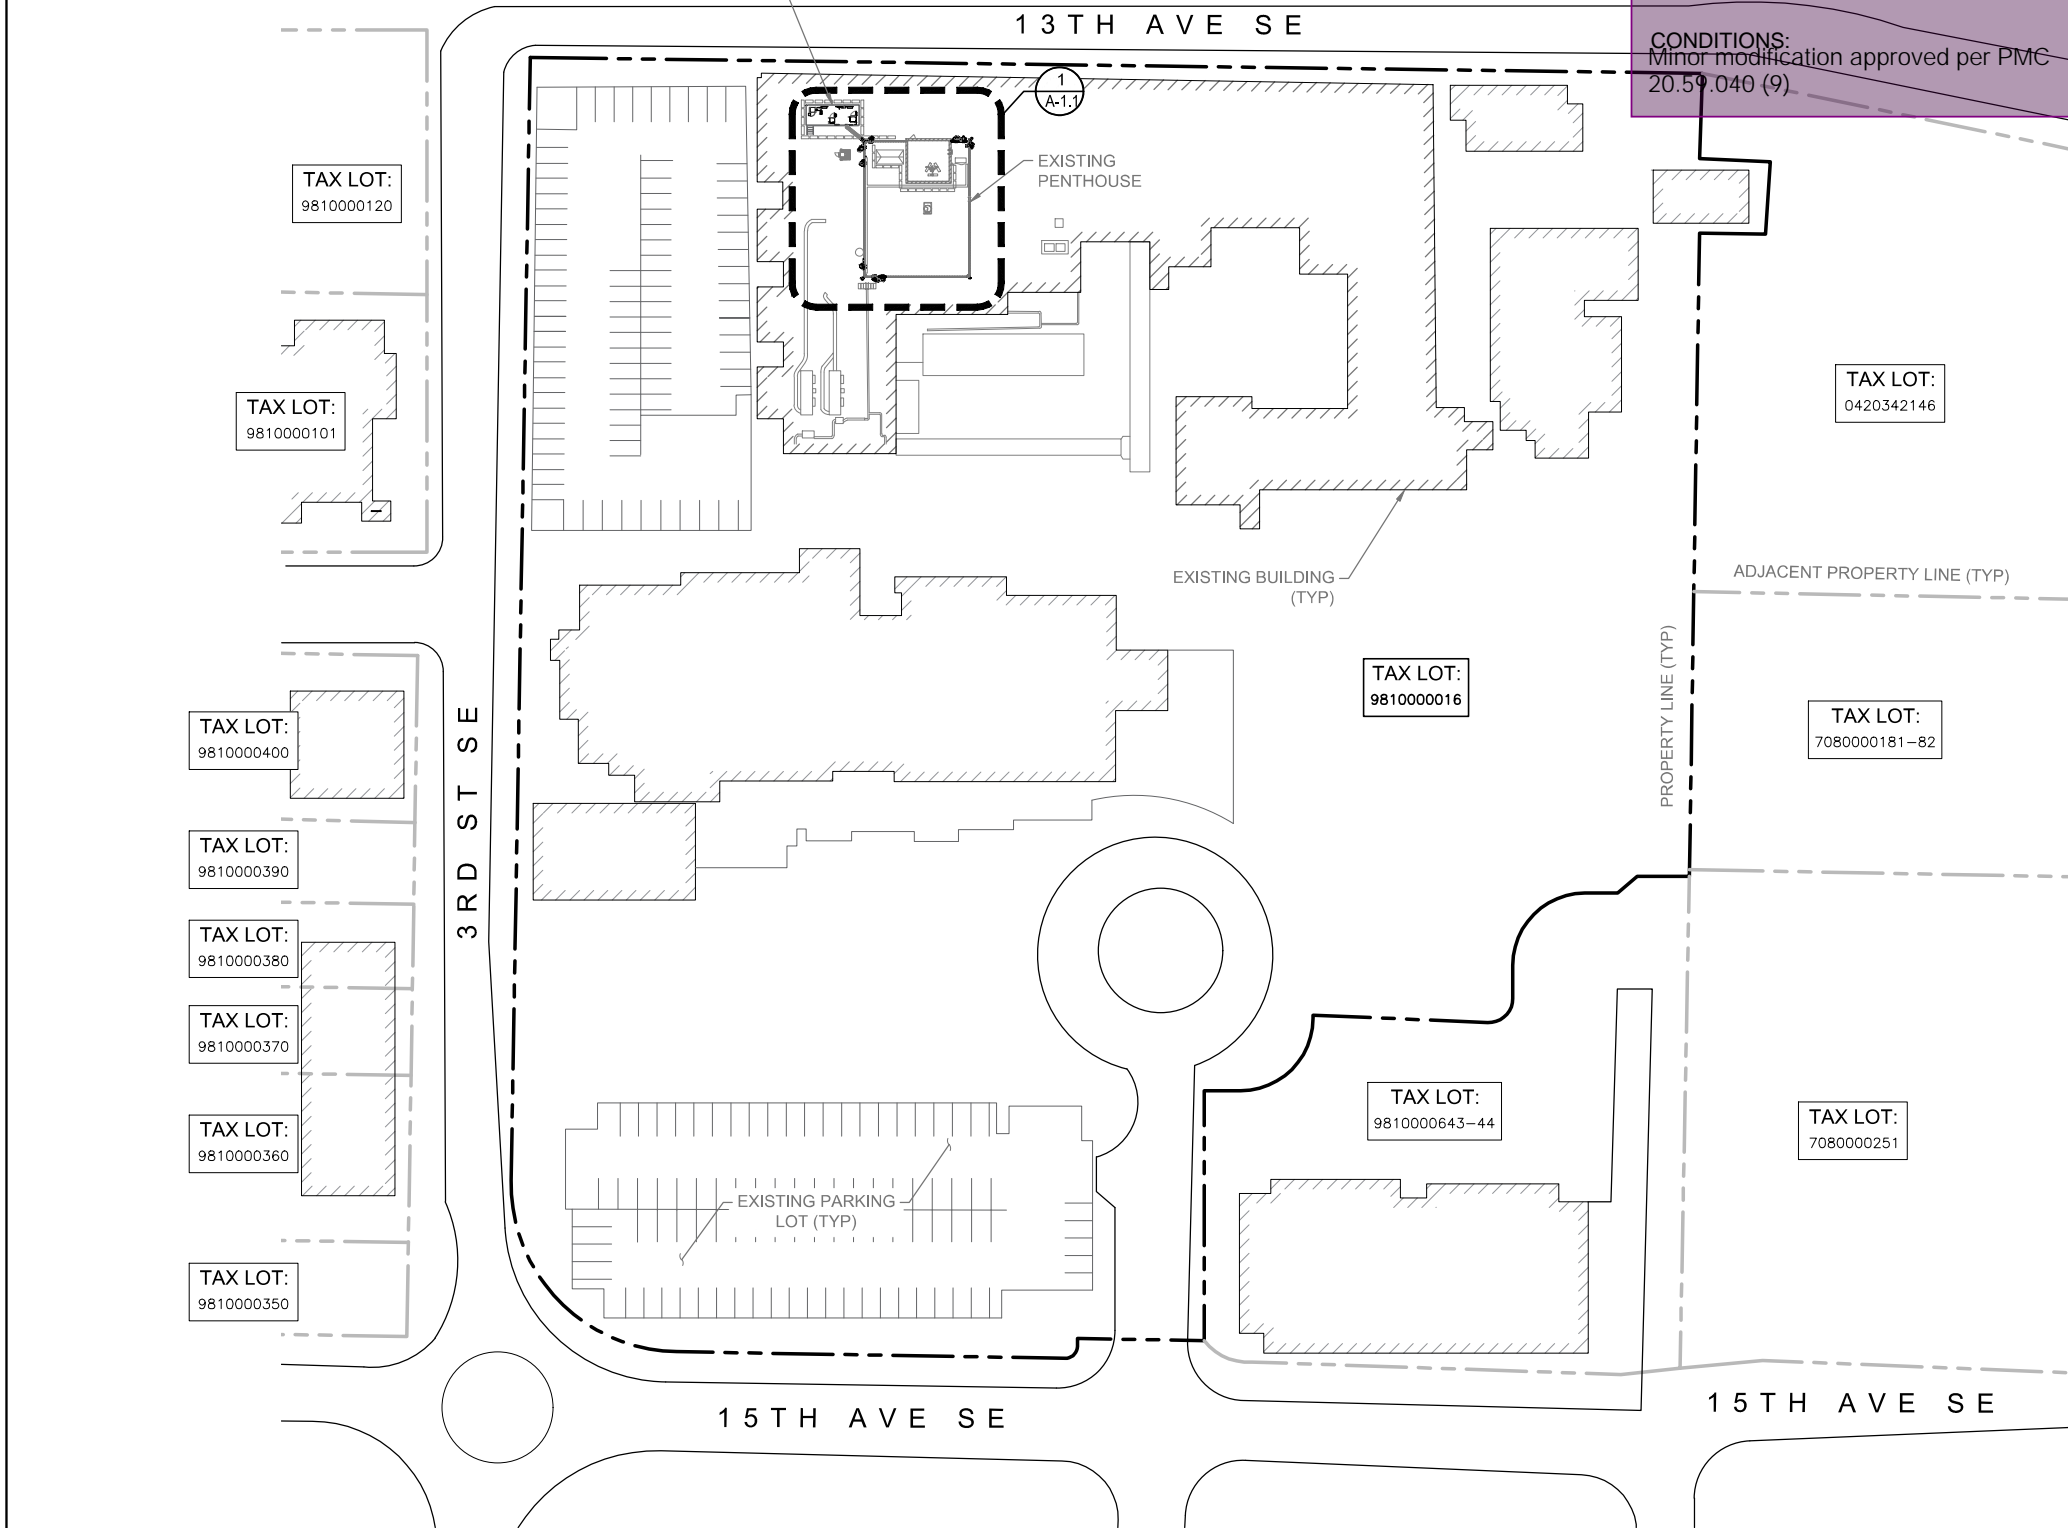 13TH AVE SE
CONDITIONS:
Minor modification approved per PMC
20.59.040 (9)
1
A-1.1
EXISTING
PENTHOUSE
TAX LOT:
9810000120
TAX LOT:
9810000101
TAX LOT:
0420342146
EXISTING BUILDING
(TYP)
ADJACENT PROPERTY LINE (TYP)
PROPERTY LINE (TYP)
TAX LOT:
9810000016
TAX LOT:
7080000181-82
3RD ST SE
TAX LOT:
9810000400
TAX LOT:
9810000390
TAX LOT:
9810000380
TAX LOT:
9810000370
TAX LOT:
9810000360
TAX LOT:
9810000350
TAX LOT:
9810000643-44
TAX LOT:
7080000251
EXISTING PARKING
LOT (TYP)
15TH AVE SE
15TH AVE SE